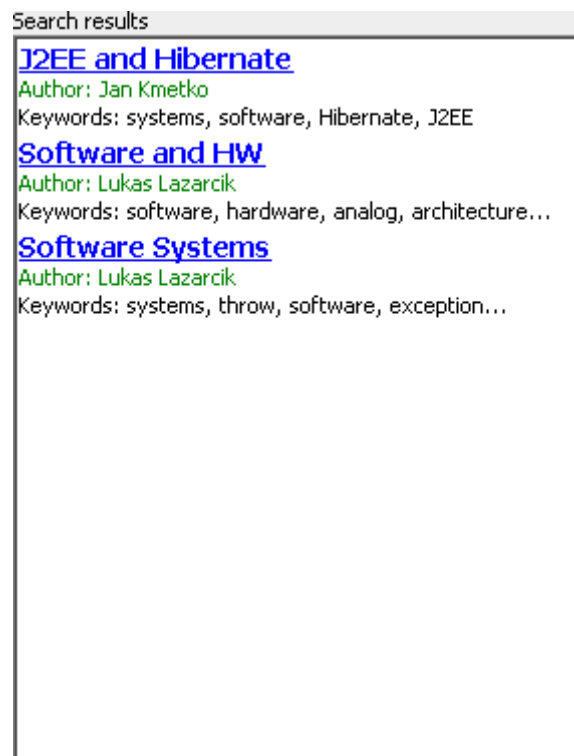 Search results
J2EE and Hibernate
Author: Jan Kmetko
Keywords: systems, software, Hibernate, J2EE
Software and HW
Author: Lukas Lazarcik
Keywords: software, hardware, analog, architecture...
Software Systems
Author: Lukas Lazarcik
Keywords: systems, throw, software, exception...